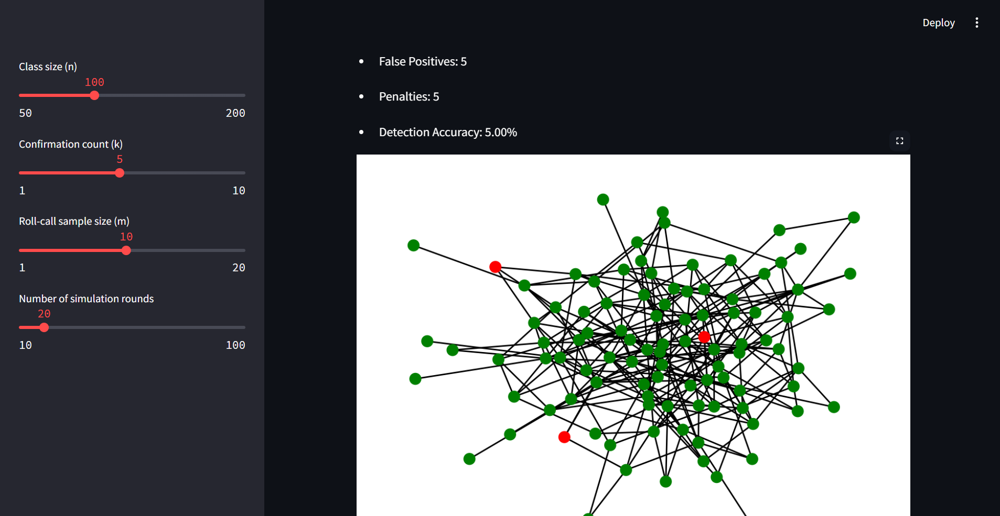 Deploy
Class size (n)
100
50 200
Confirmation count (k)
5
1 10
Roll-call sample size (m)
10
1 20
Number of simulation rounds
20
10 100
• False Positives: 5
• Penalties: 5
• Detection Accuracy: 5.00%